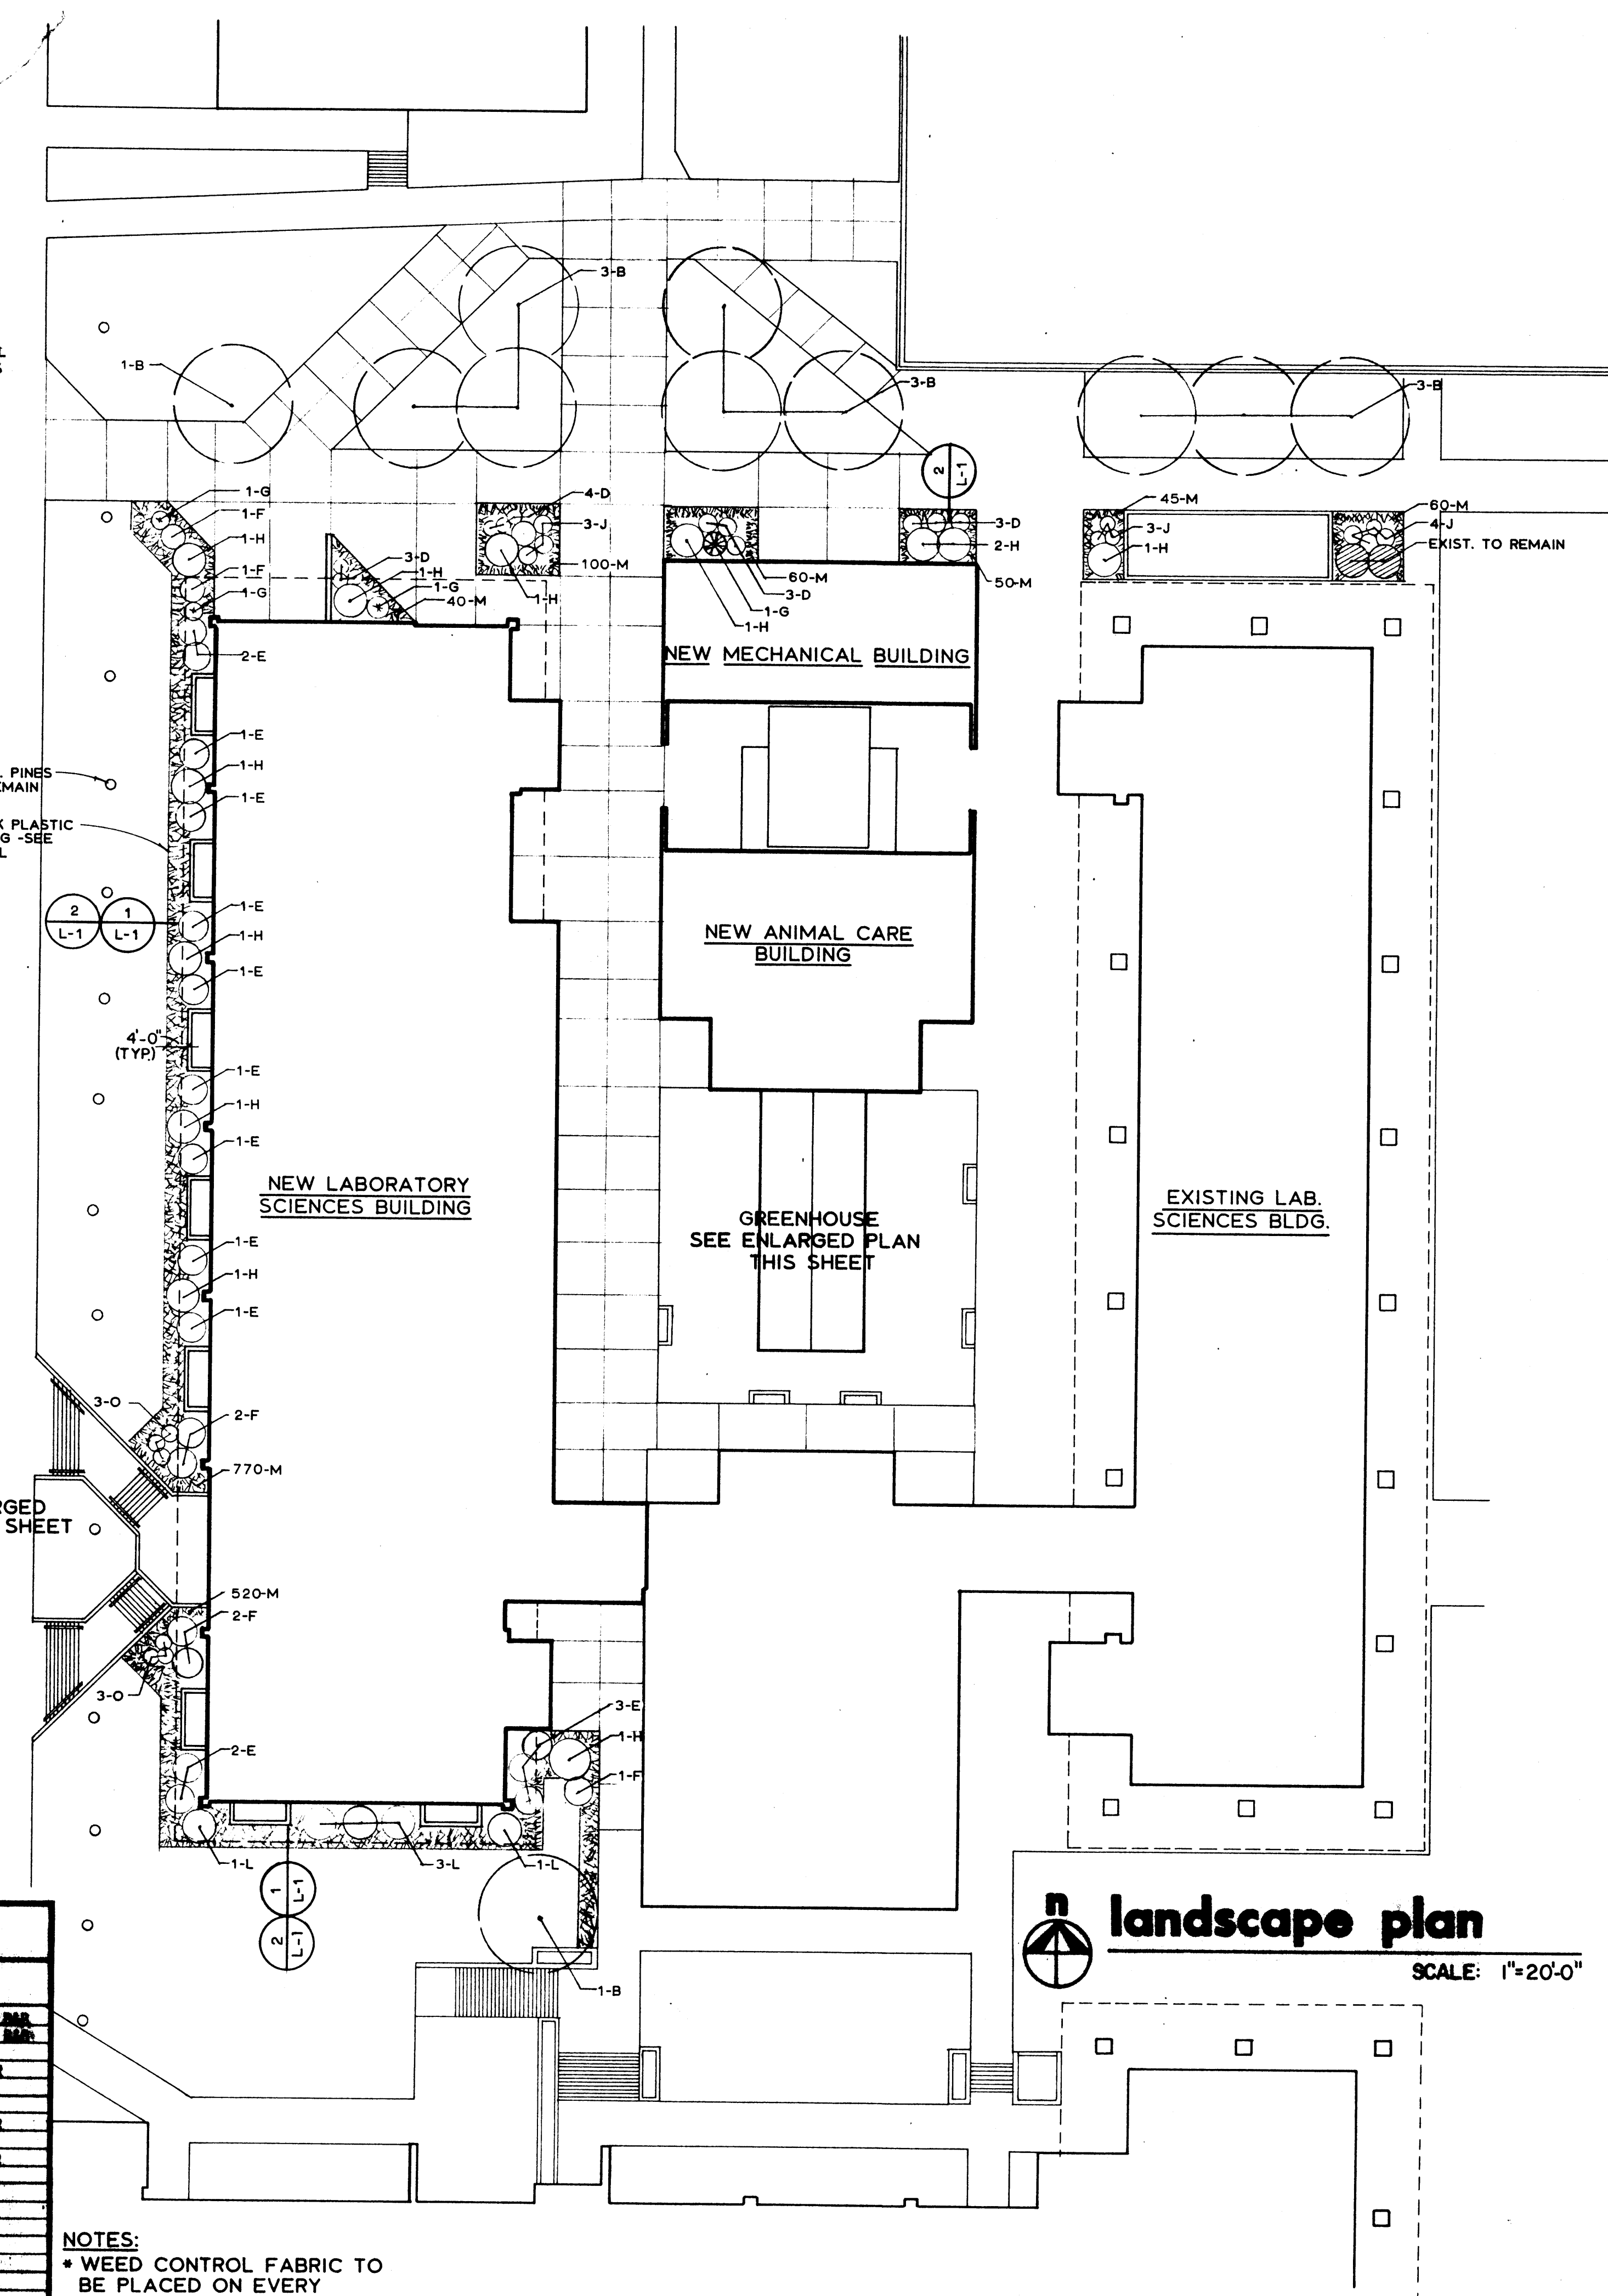 3-B
1-B
3-B
3-B
1-G
1-F
1-H
1-F
1-G
2-E
4-D
3-J
100-M
1-H
3-D
1-H
1-G
40-M
2
L-1
3-D
2-H
50-M
60-M
3-D
1-G
1-H
45-M
3-J
1-H
60-M
4-J
EXIST. TO REMAIN
NEW MECHANICAL BUILDING
1-E
1-H
1-E
PINES
PLASTIC
-SEE
2
L-1
1
L-1
1-E
1-H
1-E
NEW ANIMAL CARE
BUILDING
4'-0"
(TYP.)
1-E
1-H
1-E
NEW LABORATORY
SCIENCES BUILDING
GREENHOUSE
SEE ENLARGED PLAN
THIS SHEET
EXISTING LAB.
SCIENCES BLDG.
1-E
1-H
1-E
3-O
2-F
770-M
SHEET
520-M
2-F
3-O
2-E
3-E
1-H
1-F
1-L
3-L
1-L
1
L-1
2
L-1
1-B
n
landscape plan
SCALE: 1"=20'-0"
NOTES:
* WEED CONTROL FABRIC TO
BE PLACED ON EVERY